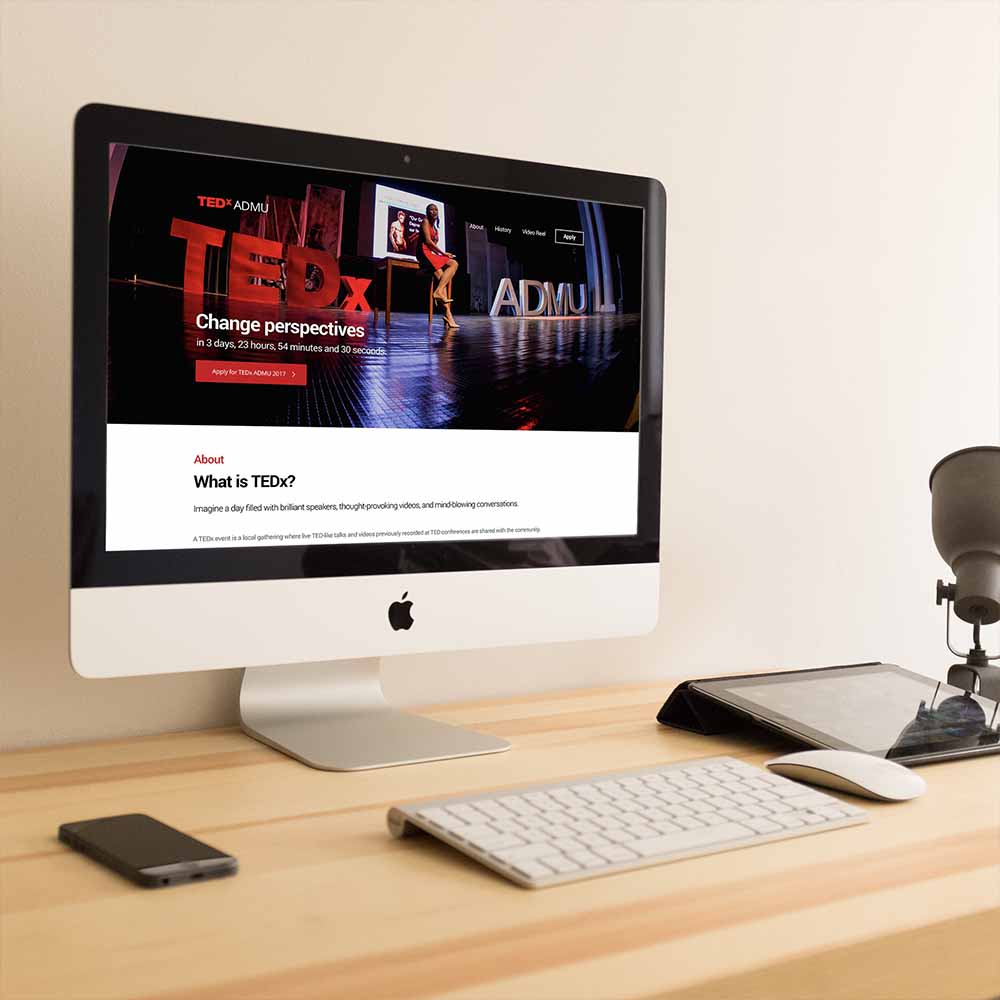 TEDx ADMU
About
History
Video Reel
Apply
TEDx
ADMU
Change perspectives
in 3 days, 23 hours, 54 minutes and 30 seconds.
Apply for TEDx ADMU 2017 >
About
What is TEDx?
Imagine a day filled with brilliant speakers, thought-provoking videos, and mind-blowing conversations.
A TEDx event is a local gathering where live TED-like talks and videos previously recorded at TED conferences are shared with the community.